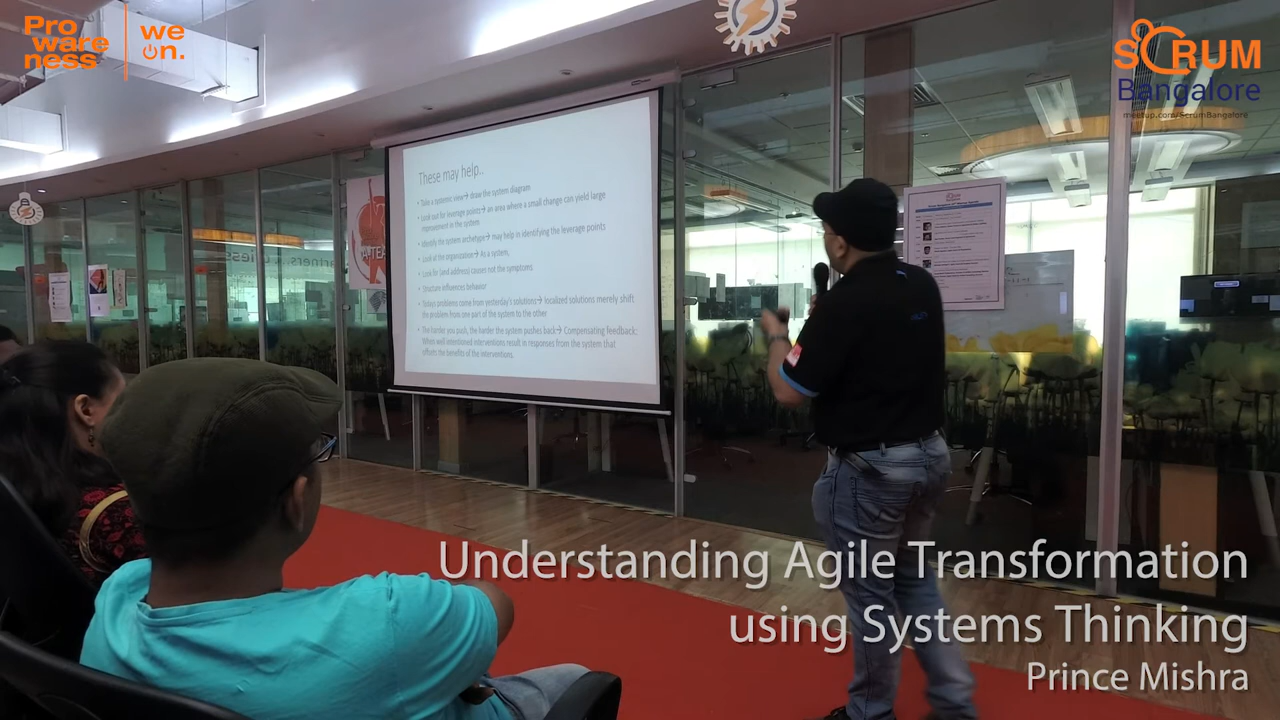 Pro
ware
ness
we
on.
SCRUM
Bangalore
meetup.com/ScrumBangalore
These may help..
• Take a systemic view→ draw the system diagram
• Look out for leverage points→ an area where a small change can yield large
improvement in the system
• Identify the system archetype→ may help in identifying the leverage points
• Look at the organization→ As a system,
• Look for (and address) causes not the symptoms
• Structure influences behavior
• Todays problems come from yesterday's solutions→ localized solutions merely shift
the problem from one part of the system to the other
• The harder you push, the harder the system pushes back→ Compensating feedback:
When well intentioned interventions result in responses from the system that
offsets the benefits of the interventions.
Understanding Agile Transformation
using Systems Thinking
Prince Mishra